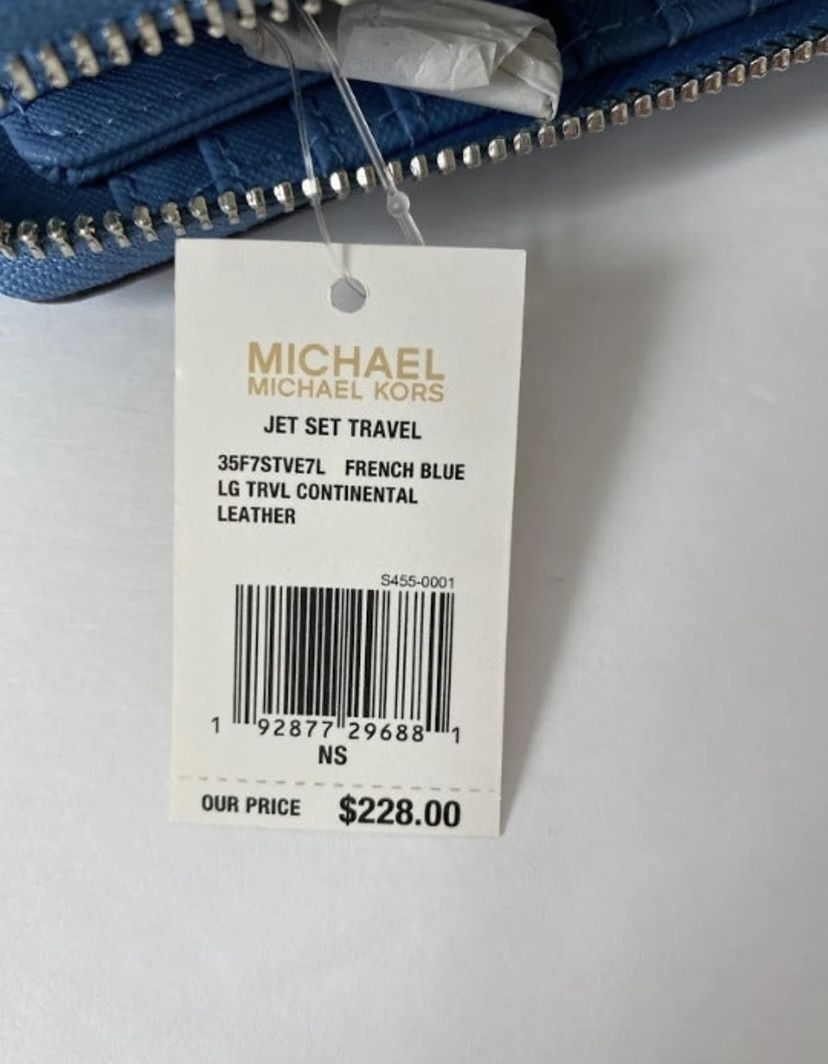 MICHAEL
MICHAEL KORS
JET SET TRAVEL
35F7STVE7L FRENCH BLUE
LG TRVL CONTINENTAL
LEATHER
S455-0001
1 92877 29688 1
NS
OUR PRICE $228.00